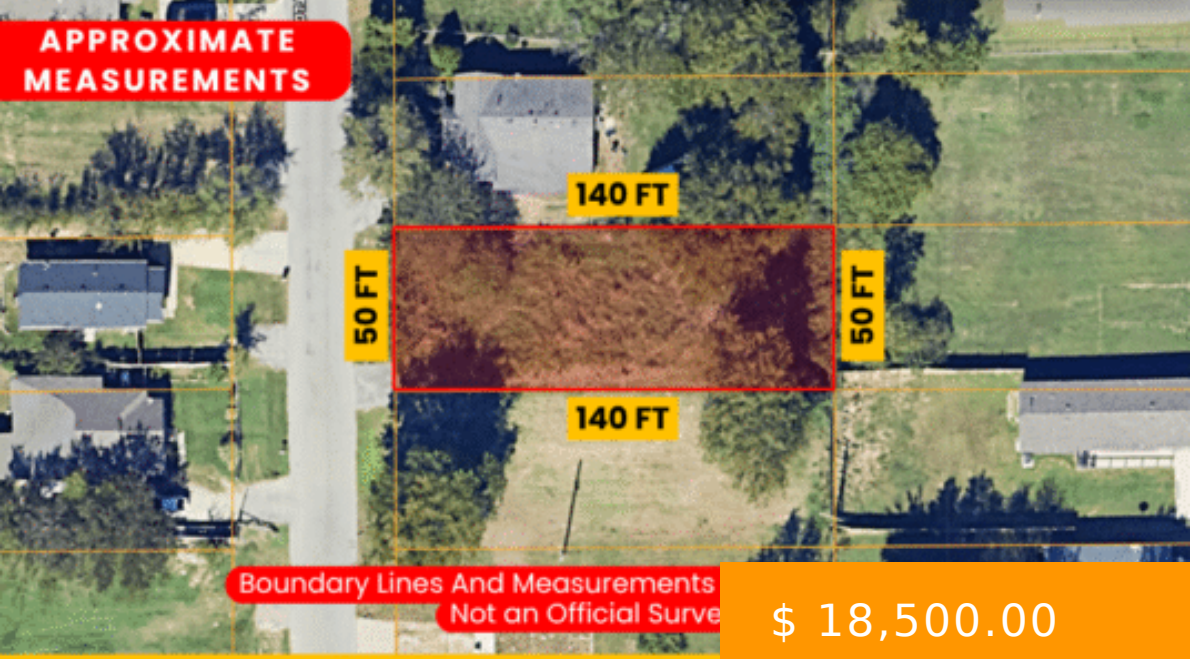 APPROXIMATE
MEASUREMENTS
140 FT
50 FT
50 FT
140 FT
Boundary Lines And Measurements
Not an Official Surve
$ 18,500.00